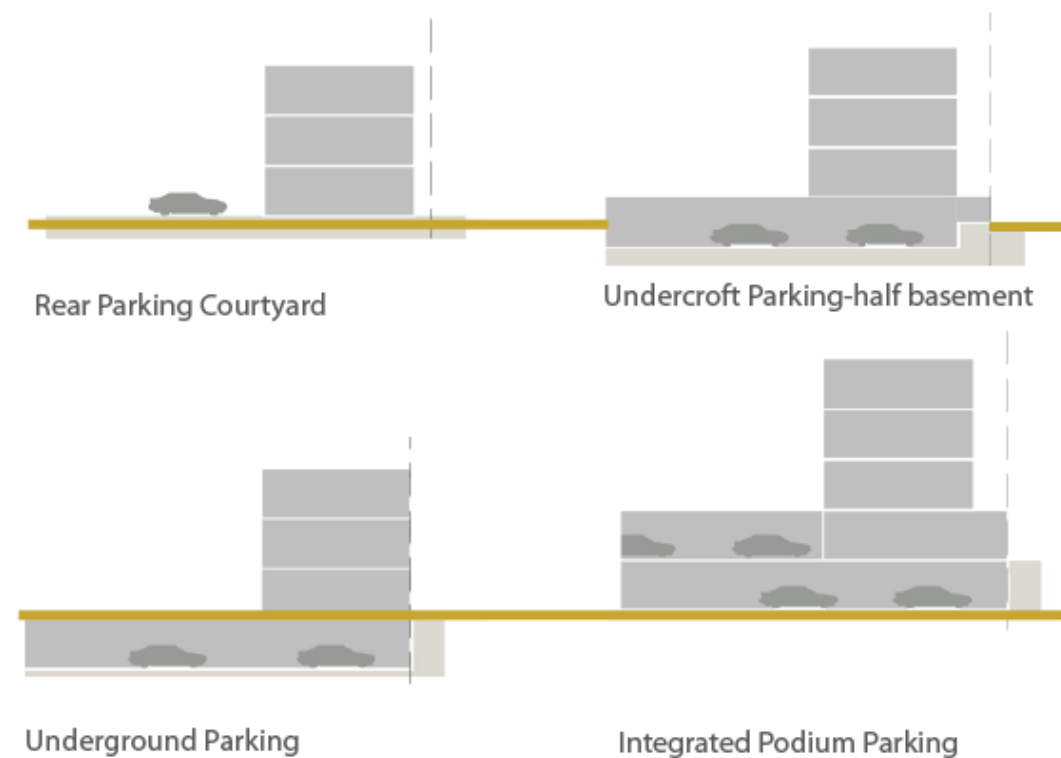 Rear Parking Courtyard
Undercroft Parking-half basement
Underground Parking
Integrated Podium Parking